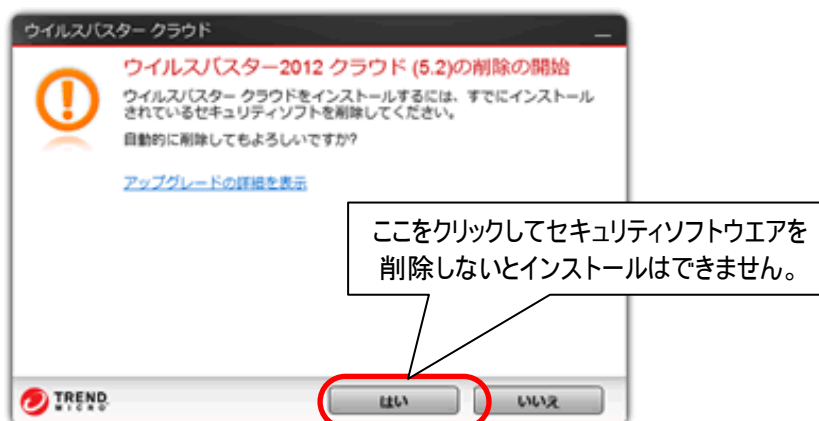 ウイルスバスター クラウド
ウイルスバスター2012 クラウド (5.2)の削除の開始
ウイルスバスター クラウドをインストールするには、すでにインストール
されているセキュリティソフトを削除してください。
自動的に削除してもよろしいですか?
アップグレードの詳細を表示
ここをクリックしてセキュリティソフトウエアを
削除しないとインストールはできません。
TREND
MICRO
はい
いいえ